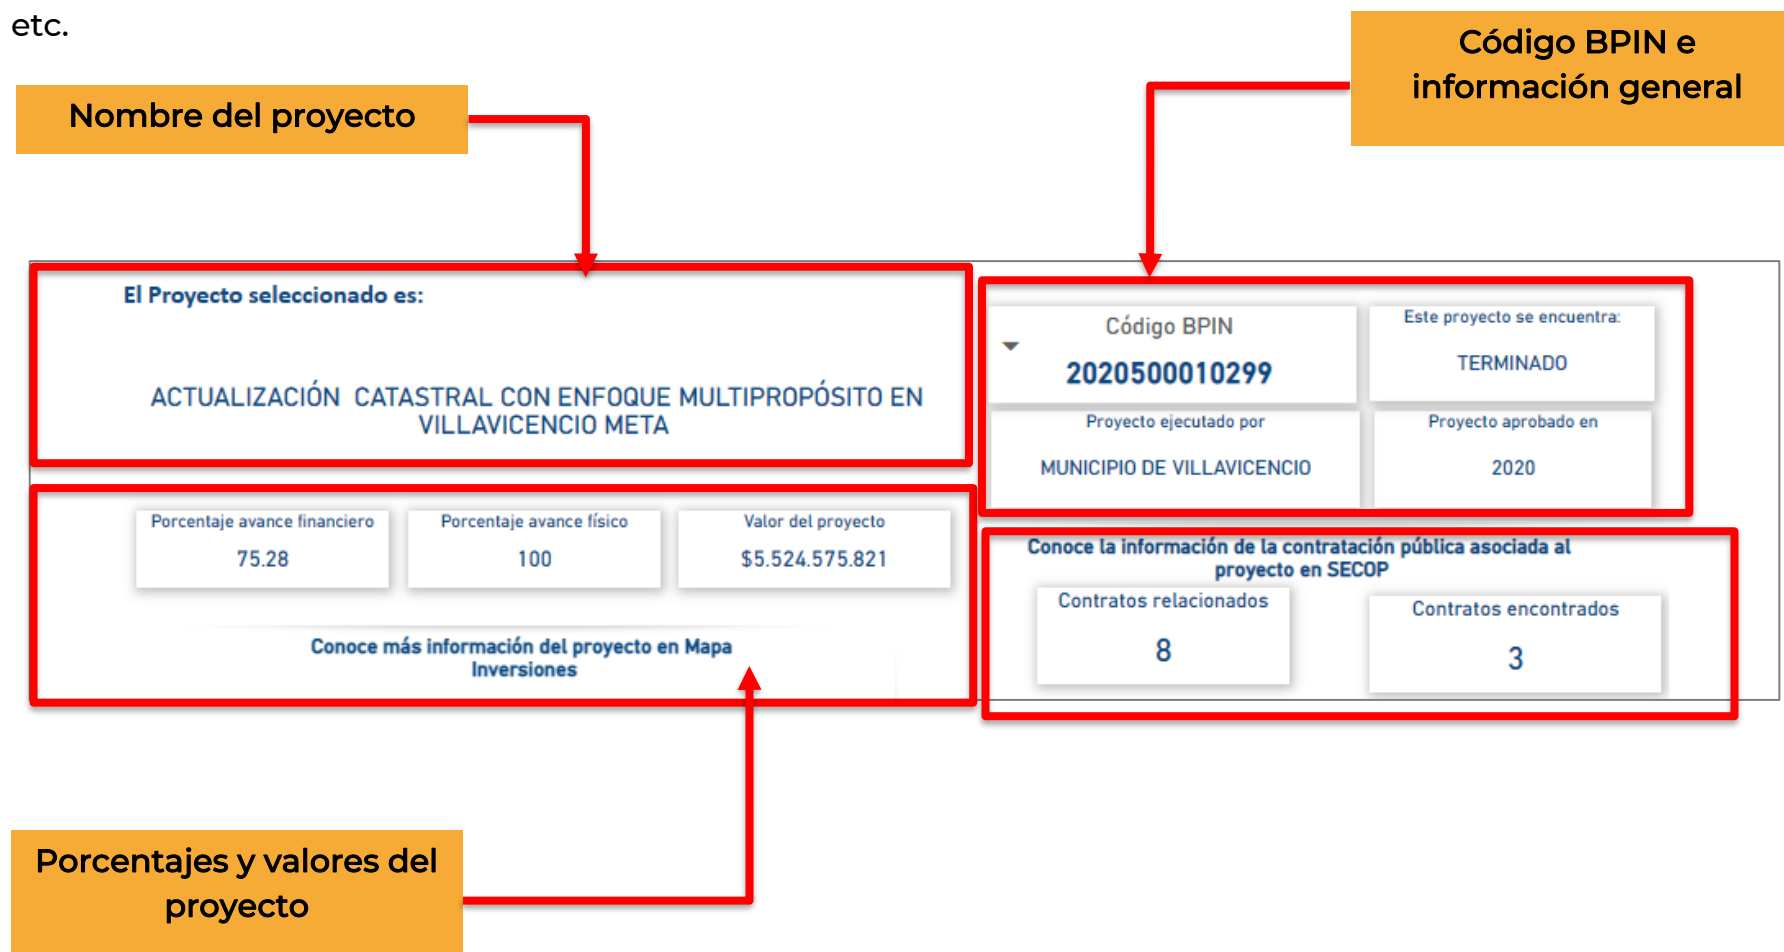 etc.
Código BPIN e
información general
Nombre del proyecto
El Proyecto seleccionado es:
ACTUALIZACIÓN CATASTRAL CON ENFOQUE MULTIPROPÓSITO EN
VILLAVICENCIO META
Código BPIN
2020500010299
Este proyecto se encuentra:
TERMINADO
Proyecto ejecutado por
MUNICIPIO DE VILLAVICENCIO
Proyecto aprobado en
2020
Porcentaje avance financiero
75.28
Porcentaje avance físico
100
Valor del proyecto
$5.524.575.821
Conoce más información del proyecto en Mapa
Inversiones
Conoce la información de la contratación pública asociada al
proyecto en SECOP
Contratos relacionados
8
Contratos encontrados
3
Porcentajes y valores del
proyecto